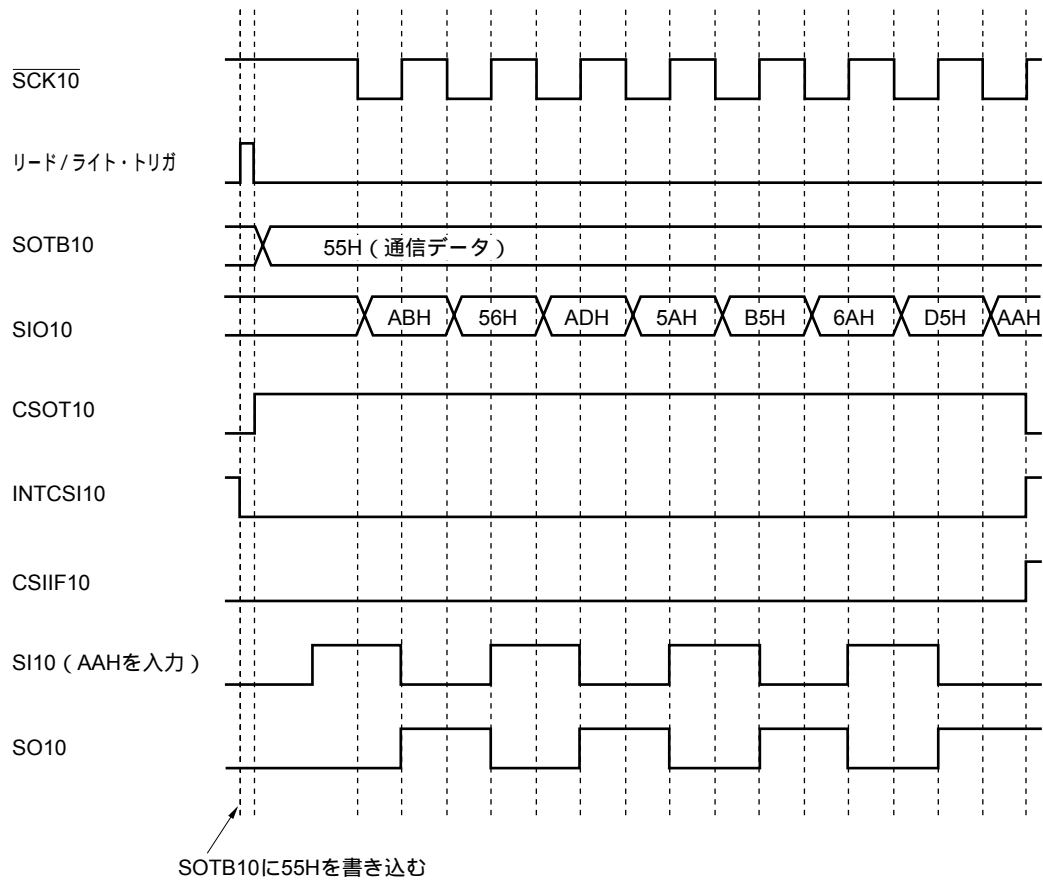 SCK10
リード/ライト・トリガ
SOTB10
55H(通信データ)
SIO10
ABH 56H ADH 5AH B5H 6AH D5H AAH
CSOT10
INTCSI10
CSIIF10
SI10(AAHを入力)
SO10
SOTB10に55Hを書き込む